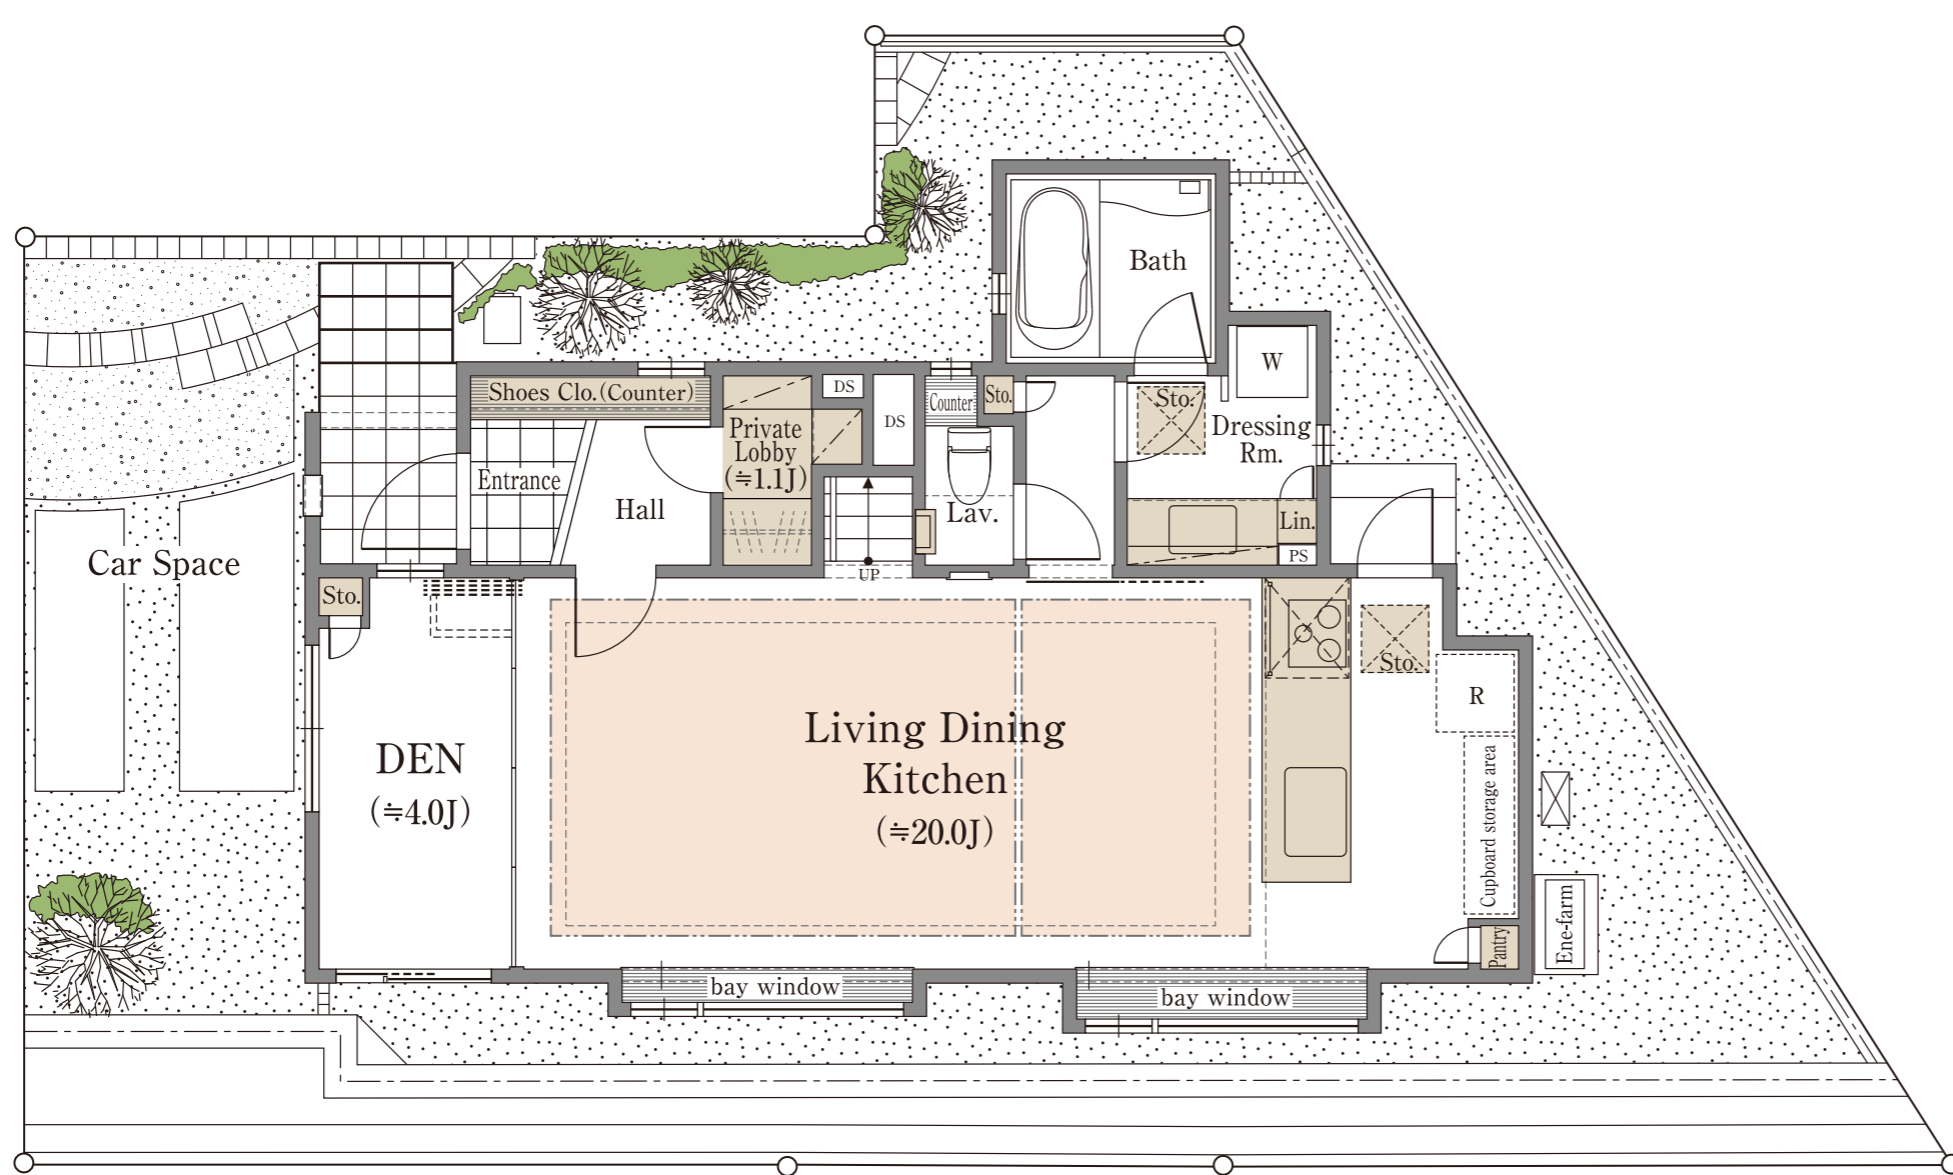 Bath
W
Shoes Clo.(Counter)
DS
DS
Counter
Sto.
Sto.
Private
Lobby
(≒1.1J)
Dressing
Rm.
Entrance
Hall
Lav.
Lin.
PS
Car Space
UP
Sto.
Sto.
R
Living Dining
Kitchen
(≒20.0J)
DEN
(≒4.0J)
Cupboard storage area
Ene-farm
Pantry
bay window
bay window